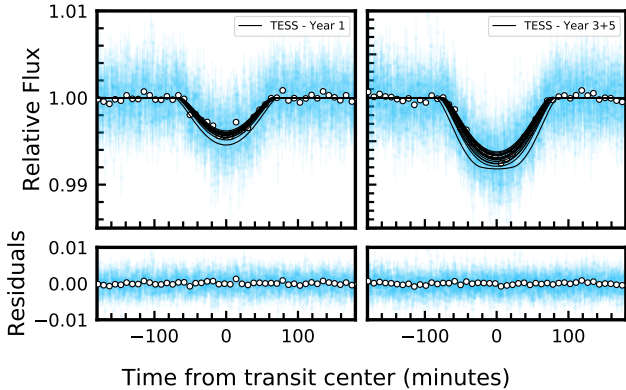 1.01
1.00
0.99
Relative Flux
TESS - Year 1
TESS - Year 3+5
0.01
0.00
−0.01
Residuals
−100 0 100
−100 0 100
Time from transit center (minutes)